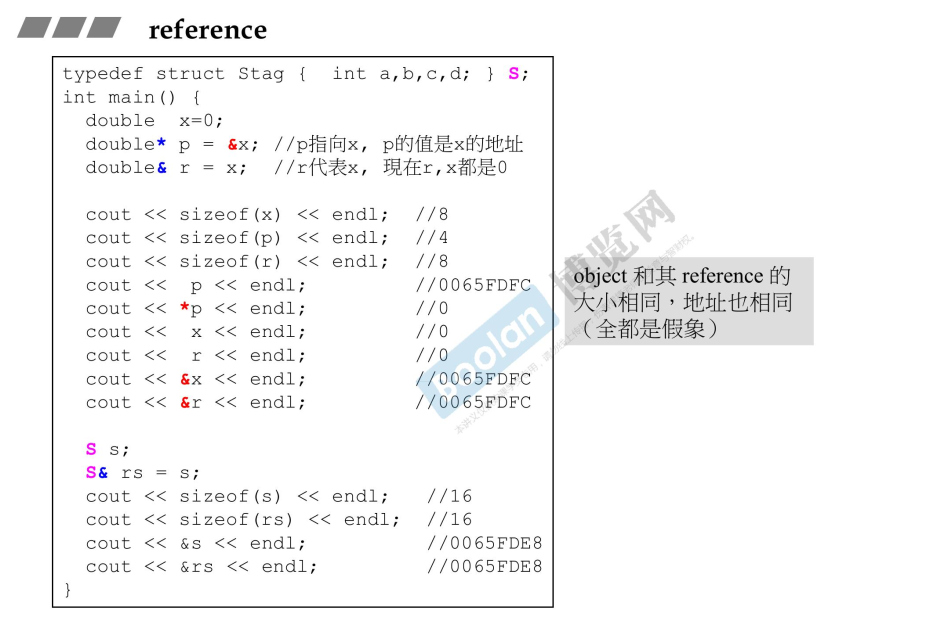 reference
typedef struct Stag {  int a,b,c,d; } S;
int main() {
  double  x=0;
  double* p = &x; //p指向x, p的值是x的地址
  double& r = x;  //r代表x, 現在r,x都是0
  cout << sizeof(x) << endl;  //8
  cout << sizeof(p) << endl;  //4
  cout << sizeof(r) << endl;  //8
  cout <<  p << endl;         //0065FDFC
  cout << *p << endl;         //0
  cout <<  x << endl;         //0
  cout <<  r << endl;         //0
  cout << &x << endl;         //0065FDFC
  cout << &r << endl;         //0065FDFC
  S s;
  S& rs = s;
  cout << sizeof(s) << endl;   //16
  cout << sizeof(rs) << endl;  //16
  cout << &s << endl;          //0065FDE8
  cout << &rs << endl;         //0065FDE8
}
object 和其 reference 的
大小相同，地址也相同
（全都是假象）
Boolan
博览网